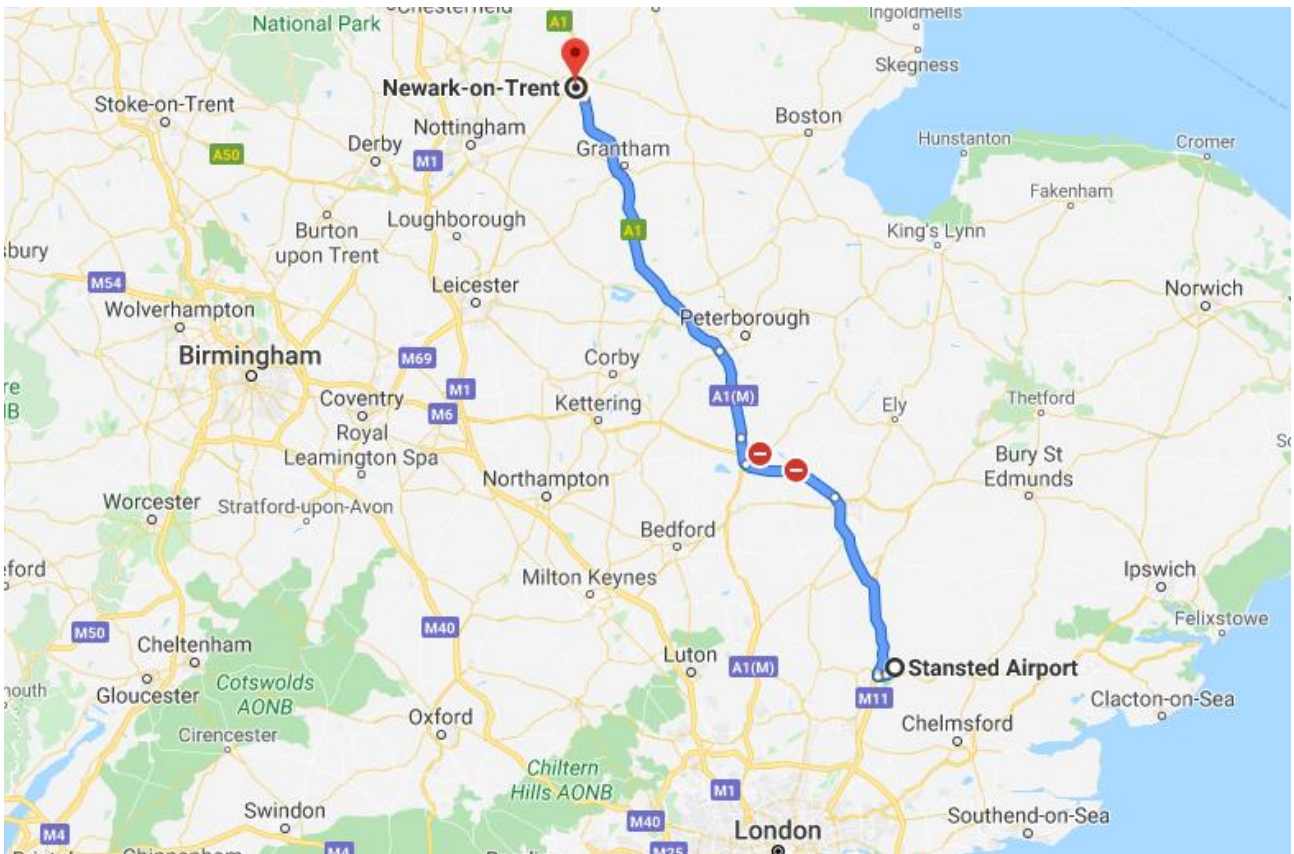 Chesterfield
A1
Ingoldmells
National Park
Skegness
Newark-on-Trent
Stoke-on-Trent
Boston
Nottingham
Hunstanton
Cromer
Derby
A50
M1
Grantham
Fakenham
Loughborough
A1
King's Lynn
Burton
upon Trent
sbury
M54
Leicester
Norwich
Wolverhampton
Peterborough
Birmingham
M69
Corby
M1
A1(M)
Coventry
M6
Kettering
Ely
Thetford
Royal
Leamington Spa
Bury St
Edmunds
Northampton
Worcester
Stratford-upon-Avon
Bedford
eford
Milton Keynes
Ipswich
M50
M40
Felixstowe
Cheltenham
Luton
A1(M)
Stansted Airport
mouth
Gloucester
Cotswolds
AONB
M11
Clacton-on-Sea
Oxford
Chelmsford
Cirencester
Chiltern
Hills AONB
M1
Swindon
Southend-on-Sea
M4
M40
London
M4
M25